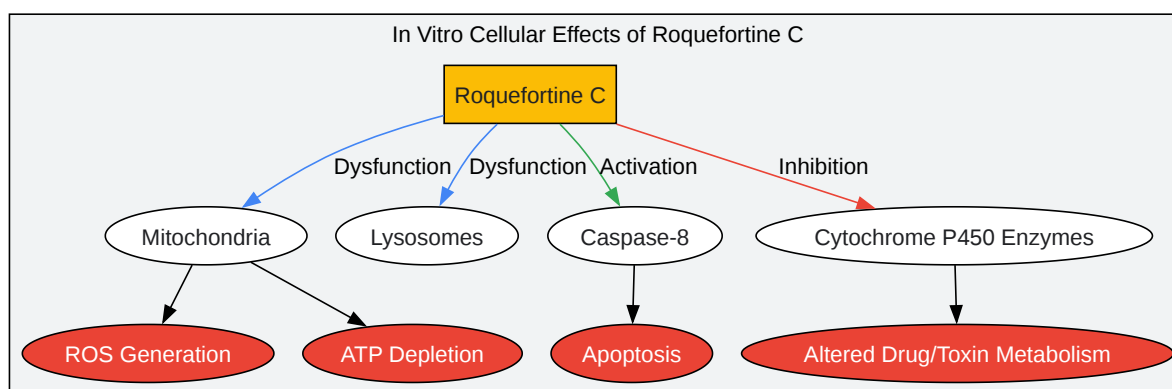 In Vitro Cellular Effects of Roquefortine C
Roquefortine C
Dysfunction
Dysfunction
Activation
Inhibition
Mitochondria
Lysosomes
Caspase-8
Cytochrome P450 Enzymes
ROS Generation
ATP Depletion
Apoptosis
Altered Drug/Toxin Metabolism